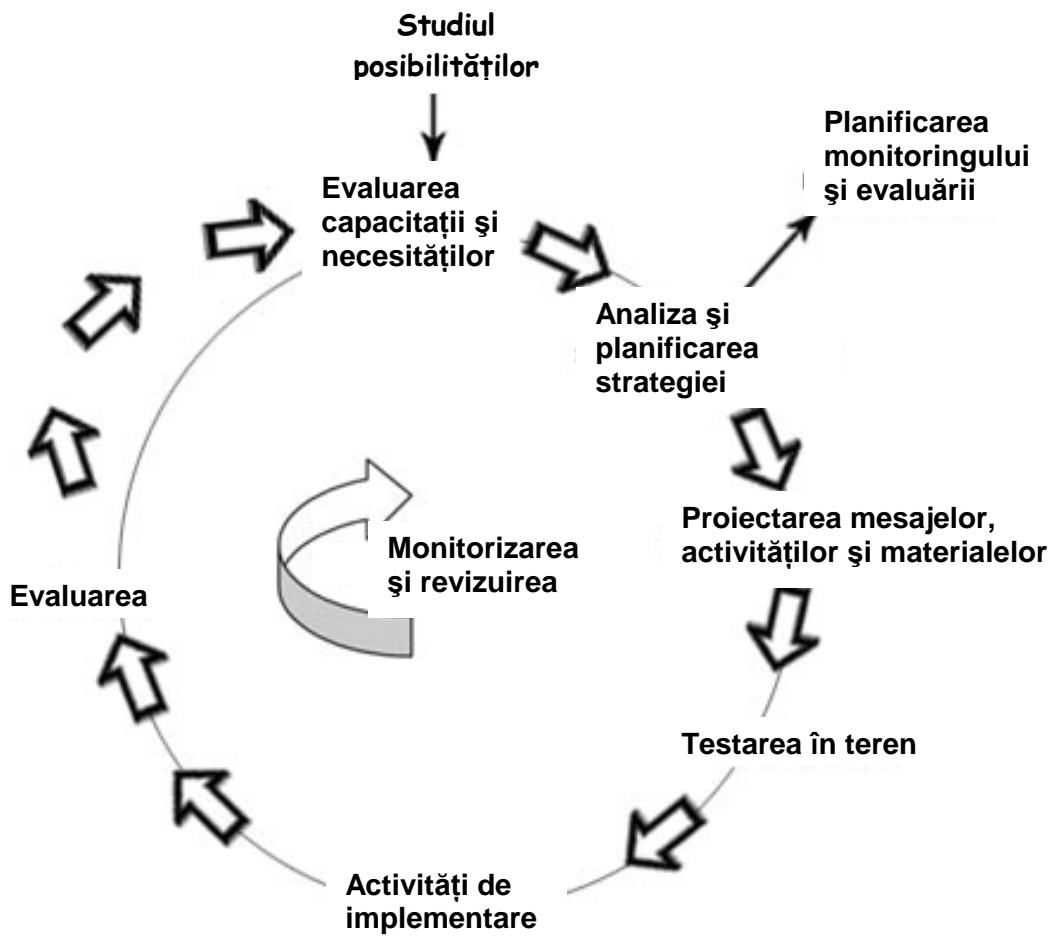 Studiul
posibilităților
Planificarea
monitoringului
şi evaluării
Evaluarea
capacitații şi
necesităților
Analiza şi
planificarea
strategiei
Proiectarea mesajelor,
activităților şi materialelor
Monitorizarea
şi revizuirea
Evaluarea
Testarea în teren
Activități de
implementare